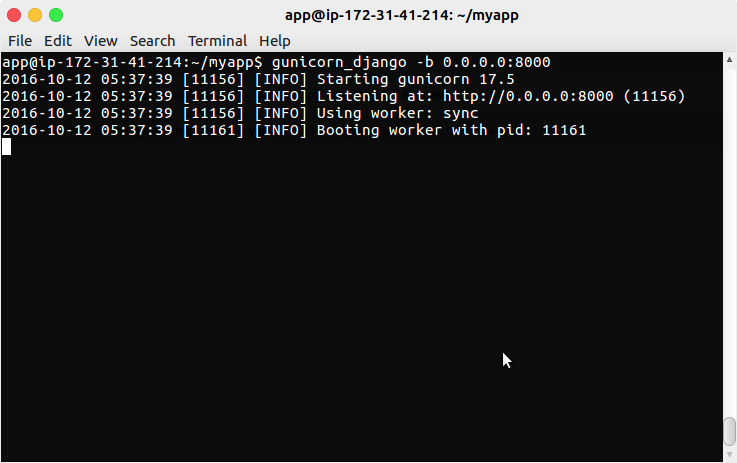 app@ip-172-31-41-214: ~/myapp
File Edit View Search Terminal Help
app@ip-172-31-41-214:~/myapp$ gunicorn_django -b 0.0.0.0:8000
2016-10-12 05:37:39 [11156] [INFO] Starting gunicorn 17.5
2016-10-12 05:37:39 [11156] [INFO] Listening at: http://0.0.0.0:8000 (11156)
2016-10-12 05:37:39 [11156] [INFO] Using worker: sync
2016-10-12 05:37:39 [11161] [INFO] Booting worker with pid: 11161